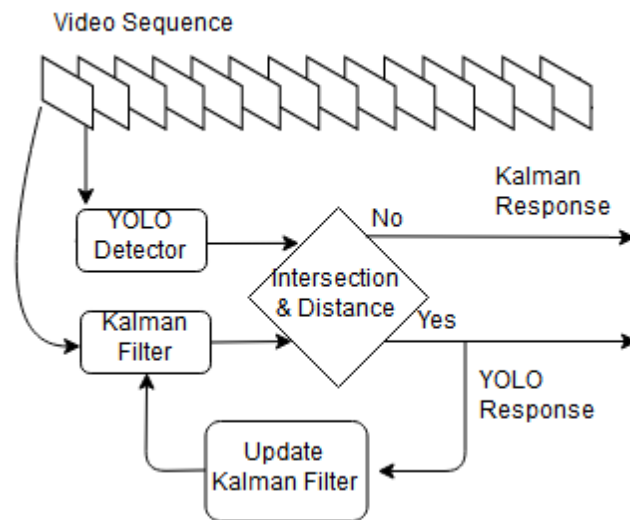 Video Sequence
YOLO
Detector
Kalman
Filter
Intersection
& Distance
No
Kalman
Response
Yes
YOLO
Response
Update
Kalman Filter